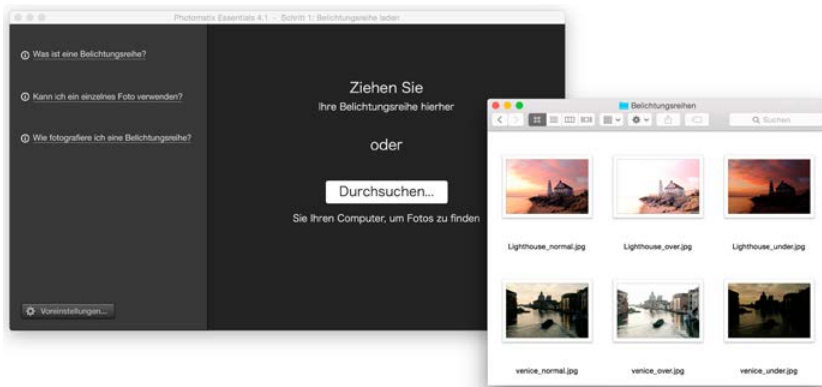 Photomatix Essentials 4.1 - Schritt 1: Belichtungsreihe laden
Was ist eine Belichtungsreihe?
Kann ich ein einzelnes Foto verwenden?
Wie fotografiere ich eine Belichtungsreihe?
Voreinstellungen...
Ziehen Sie
Ihre Belichtungsreihe hierher
oder
Durchsuchen...
Sie Ihren Computer, um Fotos zu finden
Belichtungsreihen
Suchen
Lighthouse_normal.jpg
Lighthouse_over.jpg
Lighthouse_under.jpg
venice_normal.jpg
venice_over.jpg
venice_under.jpg